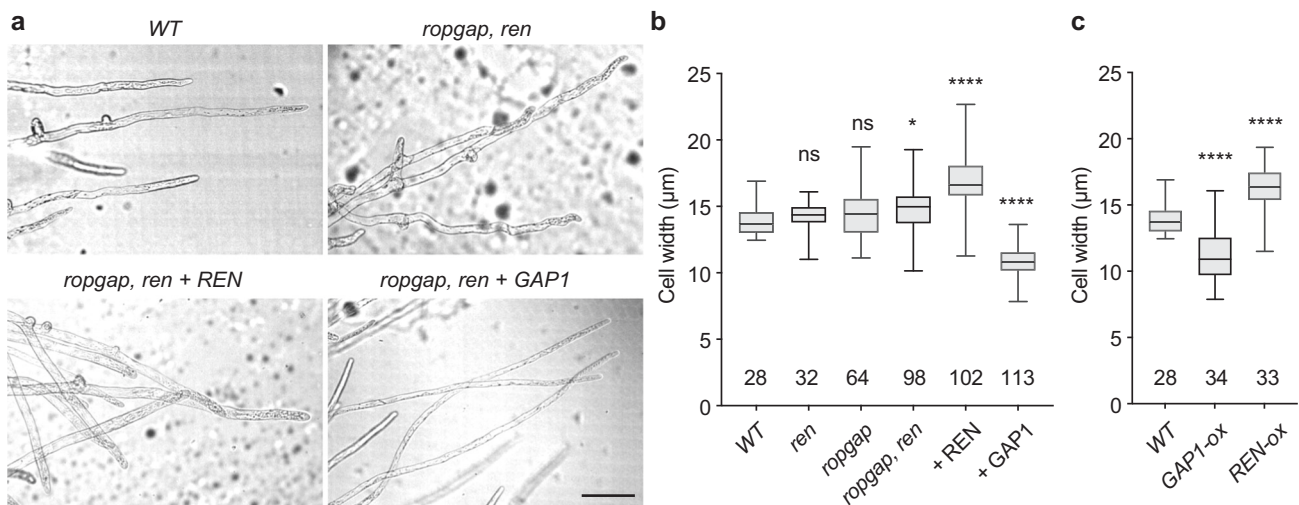 a
WT
ropgap, ren
ropgap, ren + REN
ropgap, ren + GAP1
b
Cell width (µm)
25
20
15
10
5
0
ns
ns
*
****
****
28 32 64 98 102 113
WT
ren
ropgap
ropgap, ren
+ REN
+ GAP1
c
Cell width (µm)
25
20
15
10
5
0
****
****
28 34 33
WT
GAP1-ox
REN-ox